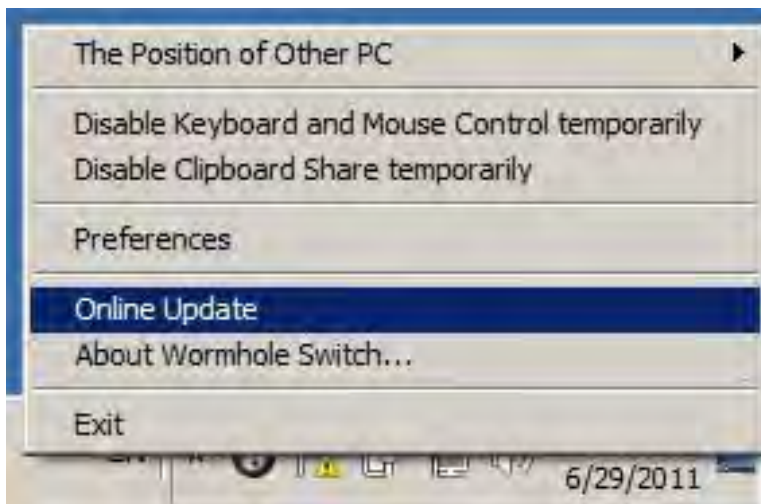 The Position of Other PC
Disable Keyboard and Mouse Control temporarily
Disable Clipboard Share temporarily
Preferences
Online Update
About Wormhole Switch...
Exit
6/29/2011